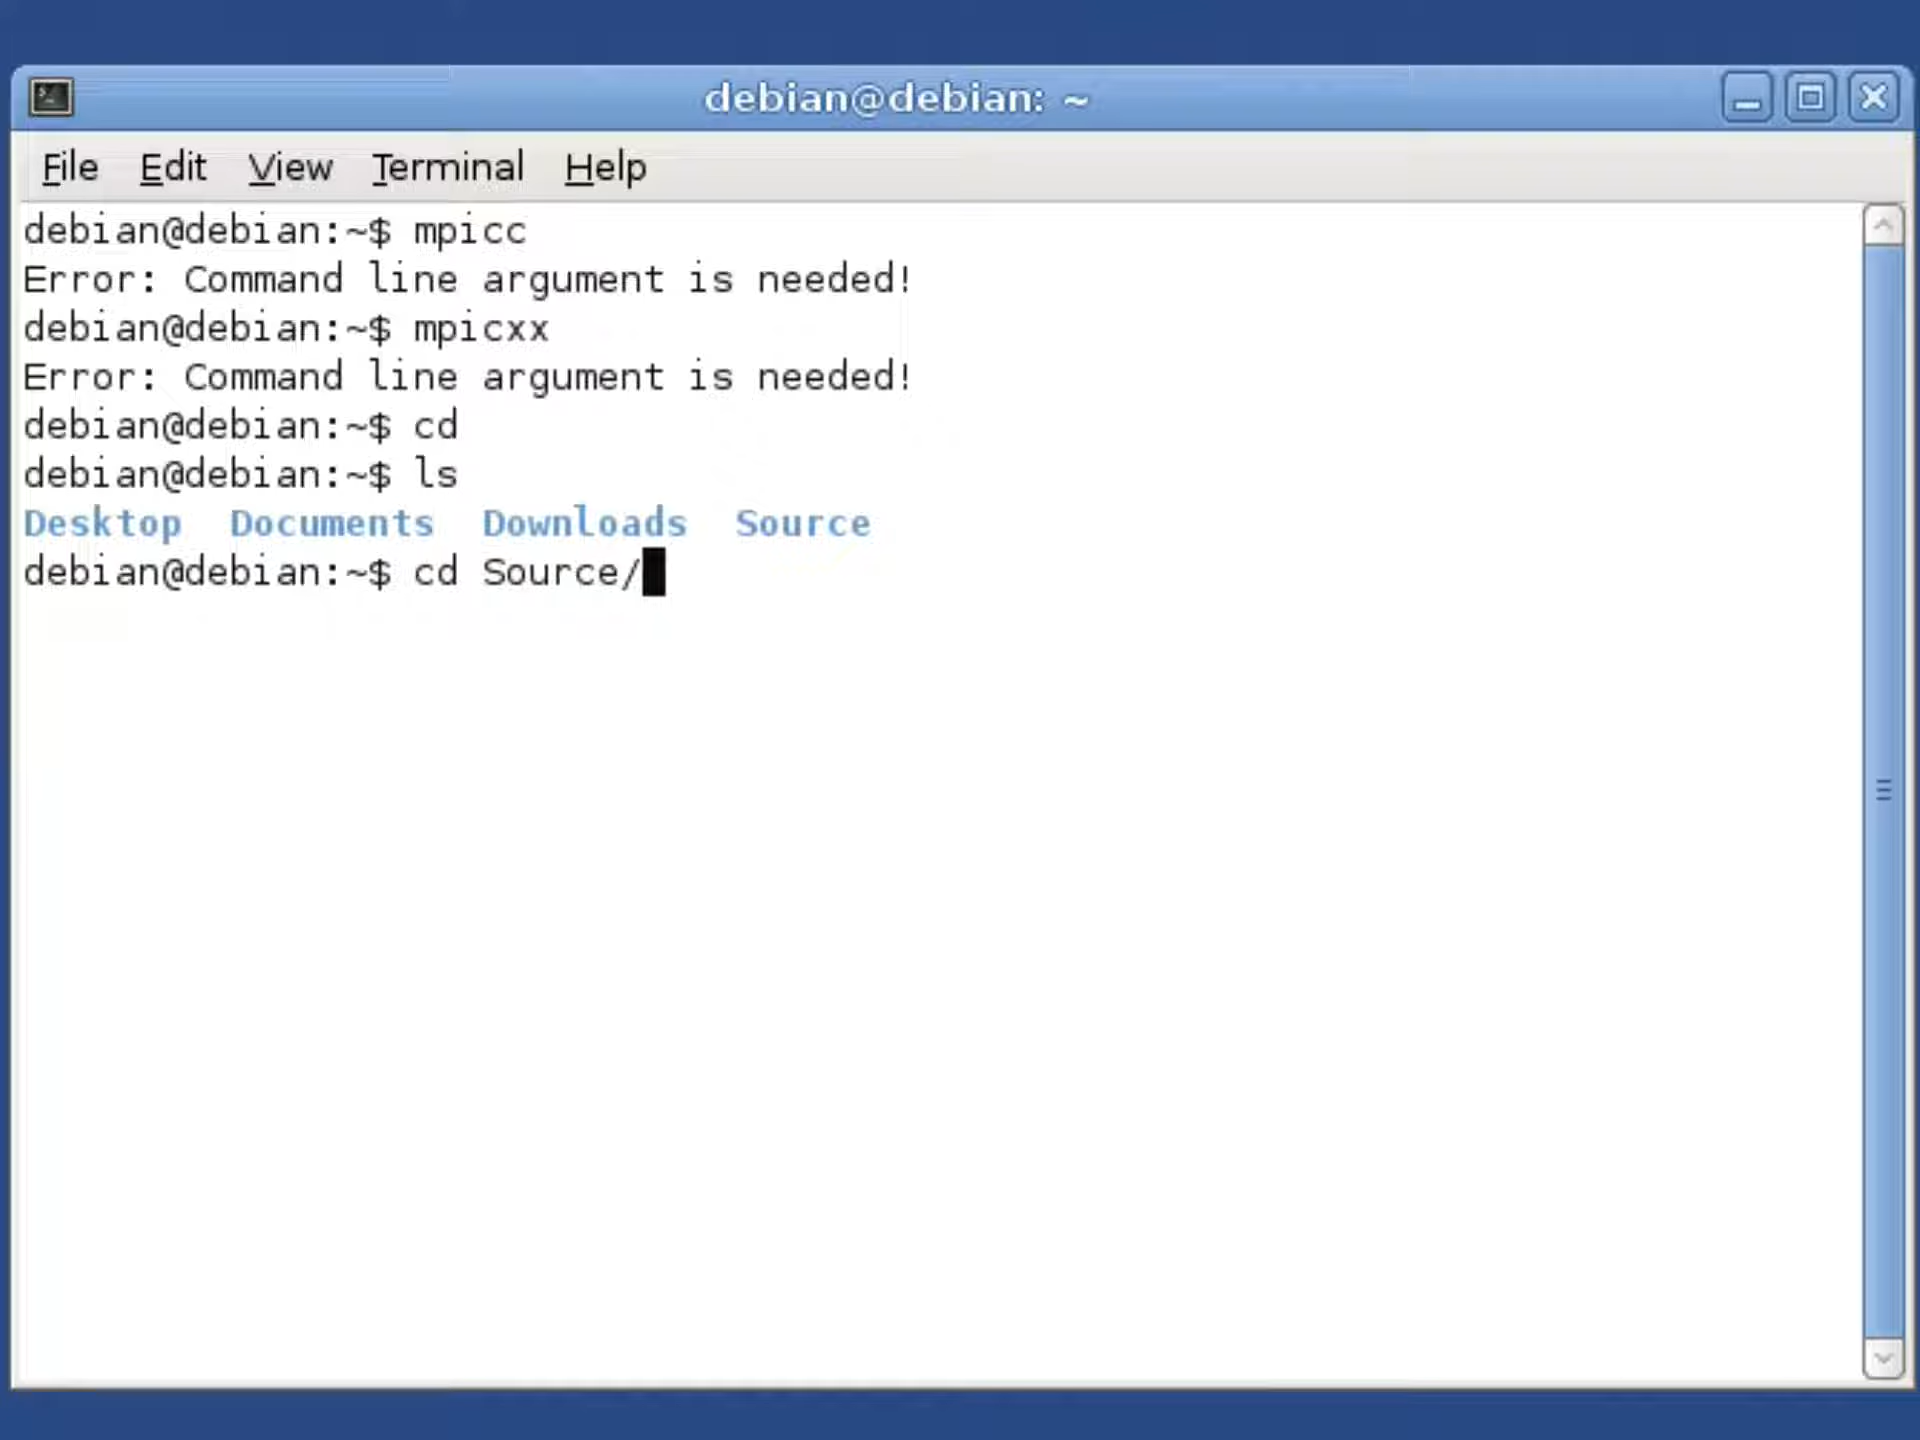 debian@debian: ~
File Edit View Terminal Help
debian@debian:~$ mpicc
Error: Command line argument is needed!
debian@debian:~$ mpicxx
Error: Command line argument is needed!
debian@debian:~$ cd
debian@debian:~$ ls
Desktop Documents Downloads Source
debian@debian:~$ cd Source/